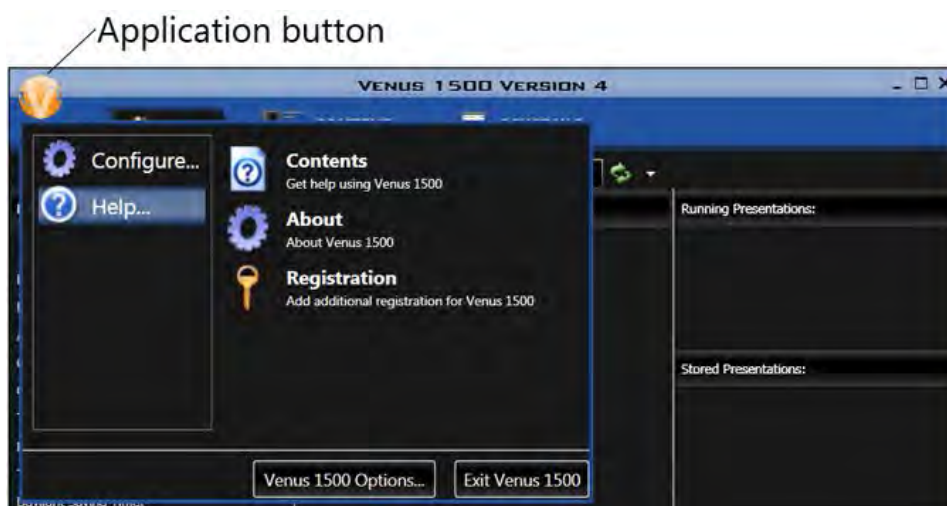 Application button
VENUS 1500 VERSION 4
Configure...
Help...
Contents
Get help using Venus 1500
About
About Venus 1500
Registration
Add additional registration for Venus 1500
Running Presentations:
Stored Presentations:
Venus 1500 Options...
Exit Venus 1500